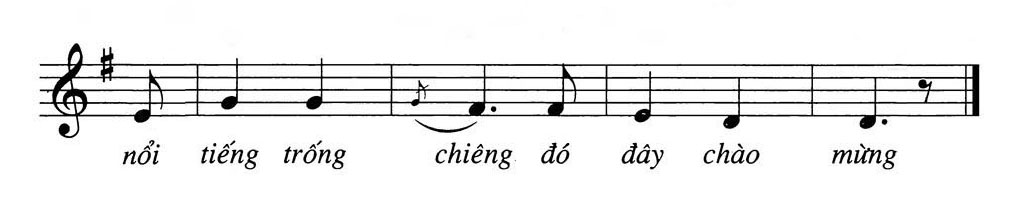 nổi tiếng trống chiêng đó đây chào mừng